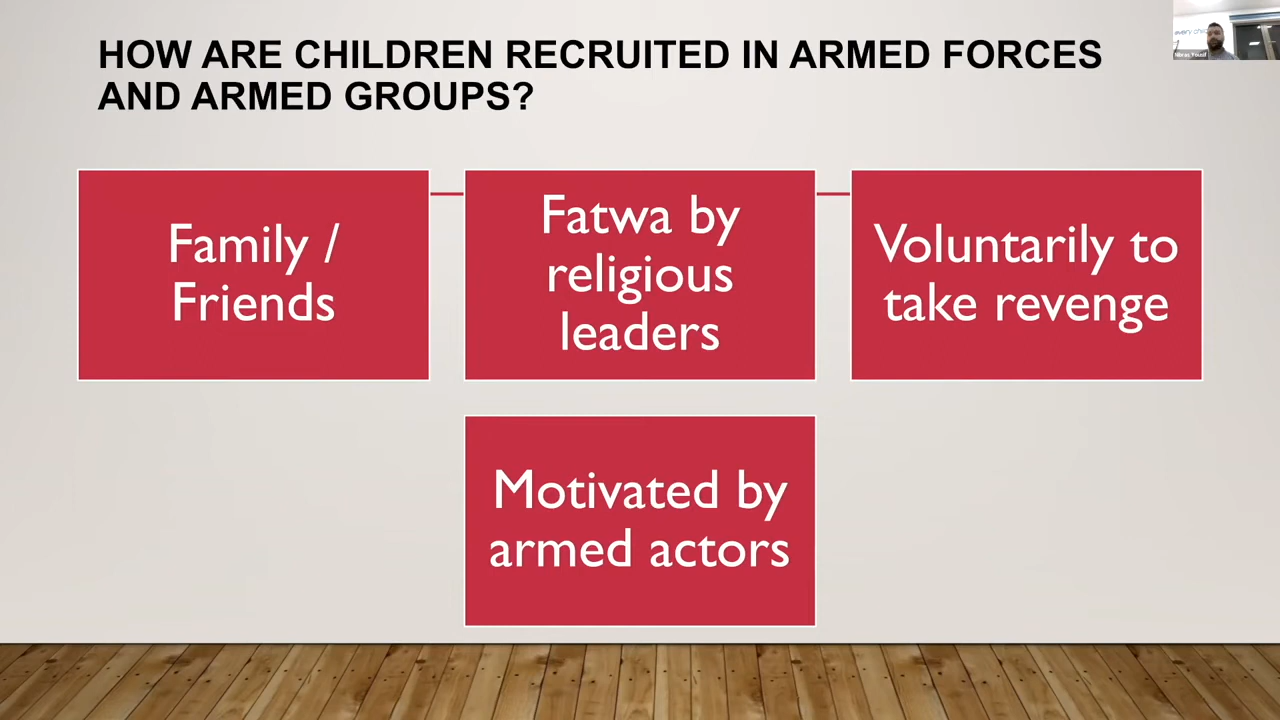 HOW ARE CHILDREN RECRUITED IN ARMED FORCES
AND ARMED GROUPS?
Family /
Friends
Fatwa by
religious
leaders
Voluntarily to
take revenge
Motivated by
armed actors